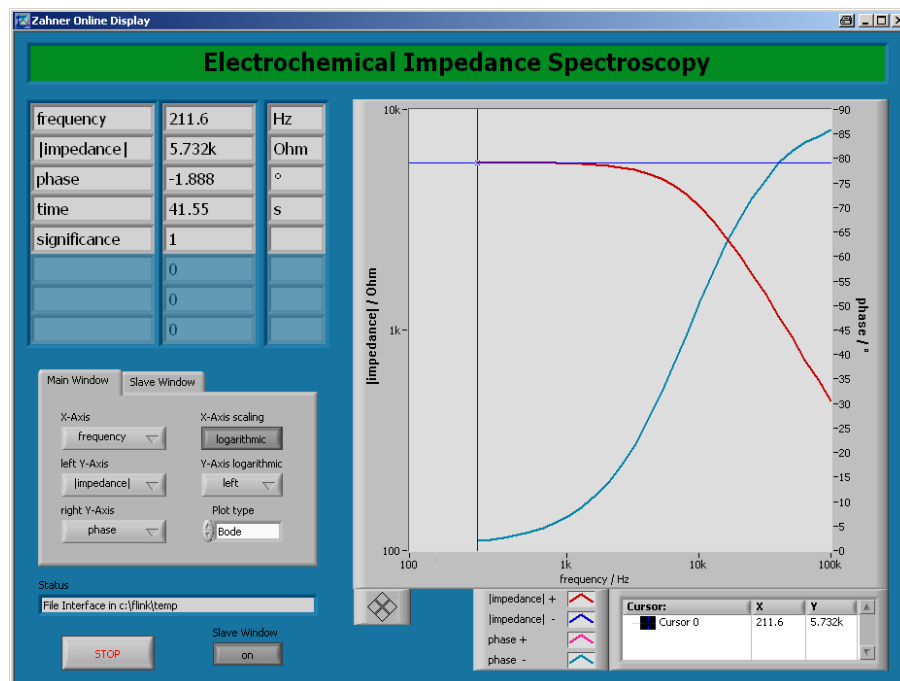 Zahner Online Display
Electrochemical Impedance Spectroscopy
frequency 211.6 Hz
|impedance| 5.732k Ohm
phase -1.888 °
time 41.55 s
significance 1
0
0
0
Main Window Slave Window
X-Axis X-Axis scaling
frequency logarithmic
left Y-Axis Y-Axis logarithmic
|impedance| left
right Y-Axis Plot type
phase Bode
Status
File Interface in c:\flink\temp
Slave Window
STOP on
|impedance| / Ohm
10k
1k
100
phase / °
-90
-85
-80
-75
-70
-65
-60
-55
-50
-45
-40
-35
-30
-25
-20
-15
-10
-5
-0
100 1k 10k 100k
frequency / Hz
|impedance| +
|impedance| -
phase +
phase -
Cursor: X Y
Cursor 0 211.6 5.732k